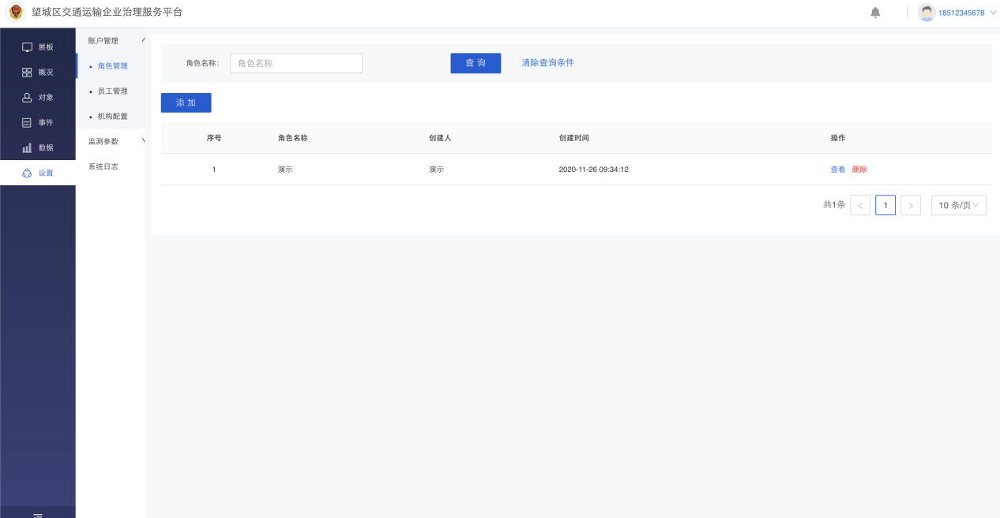 望城区交通运输企业治理服务平台
18512345678
展板
概况
对象
事件
数据
设置
账户管理
角色管理
员工管理
机构配置
监测参数
系统日志
角色名称: 角色名称 查 询 清除查询条件
添 加
序号 角色名称 创建人 创建时间 操作
1 演示 演示 2020-11-26 09:34:12 查看 删除
共1条 < 1 > 10 条/页